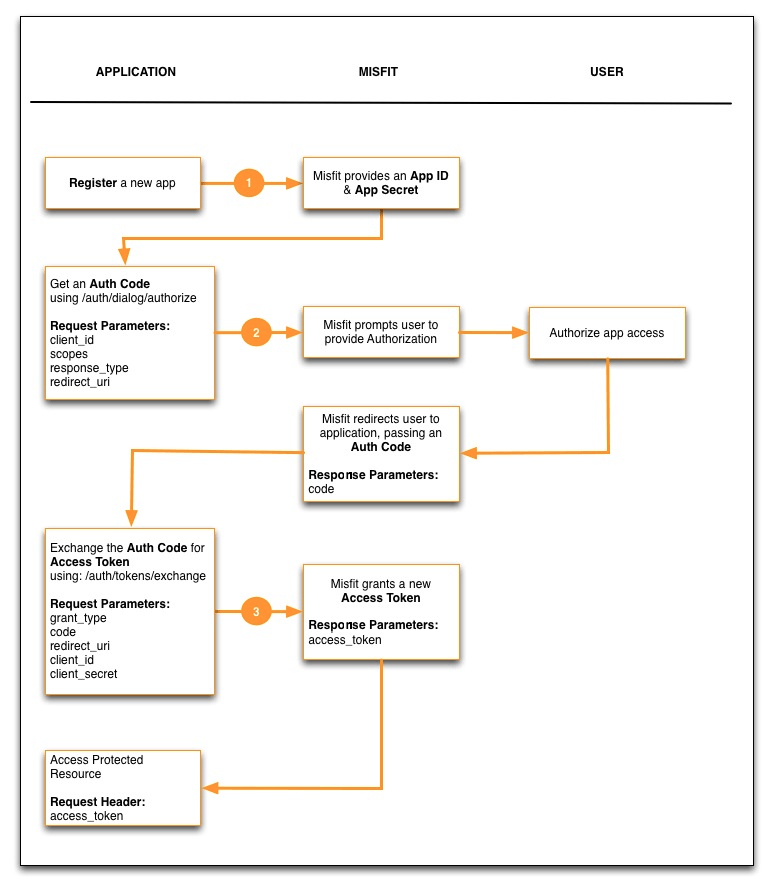 APPLICATION
MISFIT
USER
Register a new app
1
Misfit provides an App ID
& App Secret
Get an Auth Code
using /auth/dialog/authorize
Request Parameters:
client_id
scopes
response_type
redirect_uri
2
Misfit prompts user to
provide Authorization
Authorize app access
Misfit redirects user to
application, passing an
Auth Code
Response Parameters:
code
Exchange the Auth Code for
Access Token
using: /auth/tokens/exchange
Request Parameters:
grant_type
code
redirect_uri
client_id
client_secret
3
Misfit grants a new
Access Token
Response Parameters:
access_token
Access Protected
Resource
Request Header:
access_token